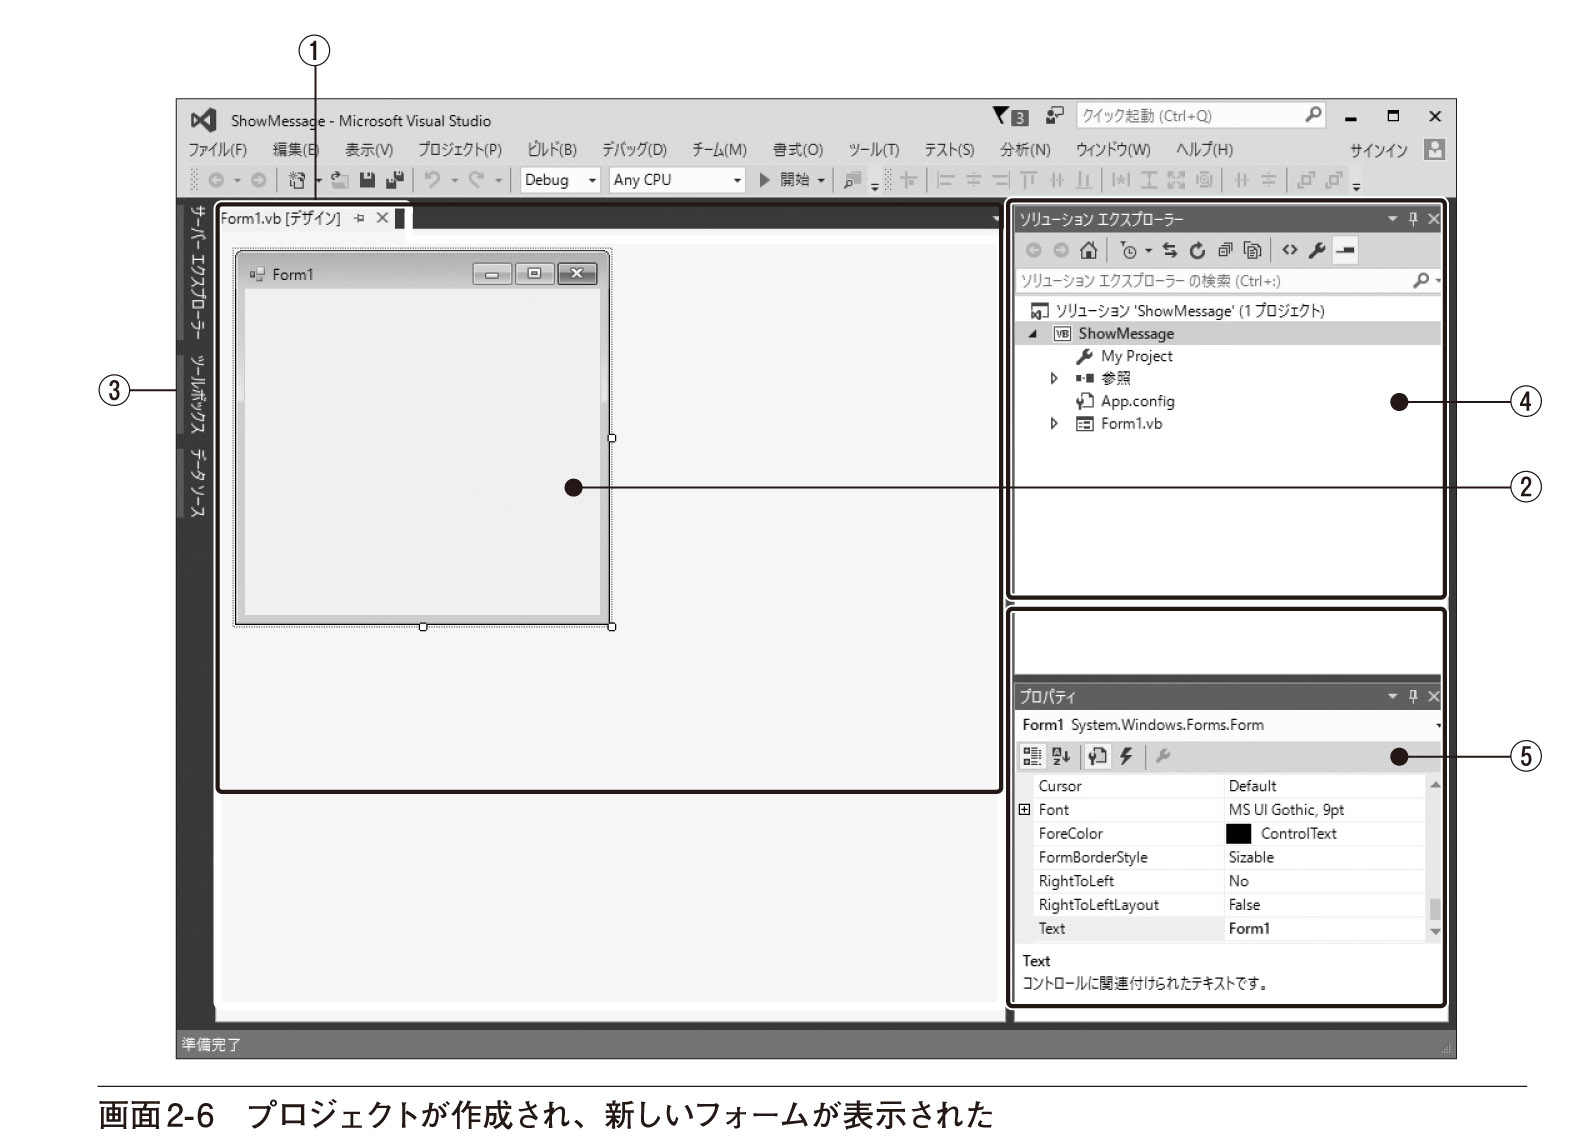 ①
ShowMessage - Microsoft Visual Studio
3
クイック起動 (Ctrl+Q)
ファイル(F) 編集(E) 表示(V) プロジェクト(P) ビルド(B) デバッグ(D) チーム(M) 書式(O) ツール(T) テスト(S) 分析(N) ウィンドウ(W) ヘルプ(H) サインイン
Debug Any CPU 開始
サーバー エクスプローラー
ツールボックス
データ ソース
③
Form1.vb [デザイン]
Form1
ソリューション エクスプローラー
ソリューション エクスプローラー の検索 (Ctrl+:)
ソリューション 'ShowMessage' (1 プロジェクト)
VB ShowMessage
My Project
参照
App.config
Form1.vb
④
②
プロパティ
Form1 System.Windows.Forms.Form
⑤
Cursor Default
Font MS UI Gothic, 9pt
ForeColor ControlText
FormBorderStyle Sizable
RightToLeft No
RightToLeftLayout False
Text Form1
Text
コントロールに関連付けられたテキストです。
準備完了
画面2-6 プロジェクトが作成され、新しいフォームが表示された